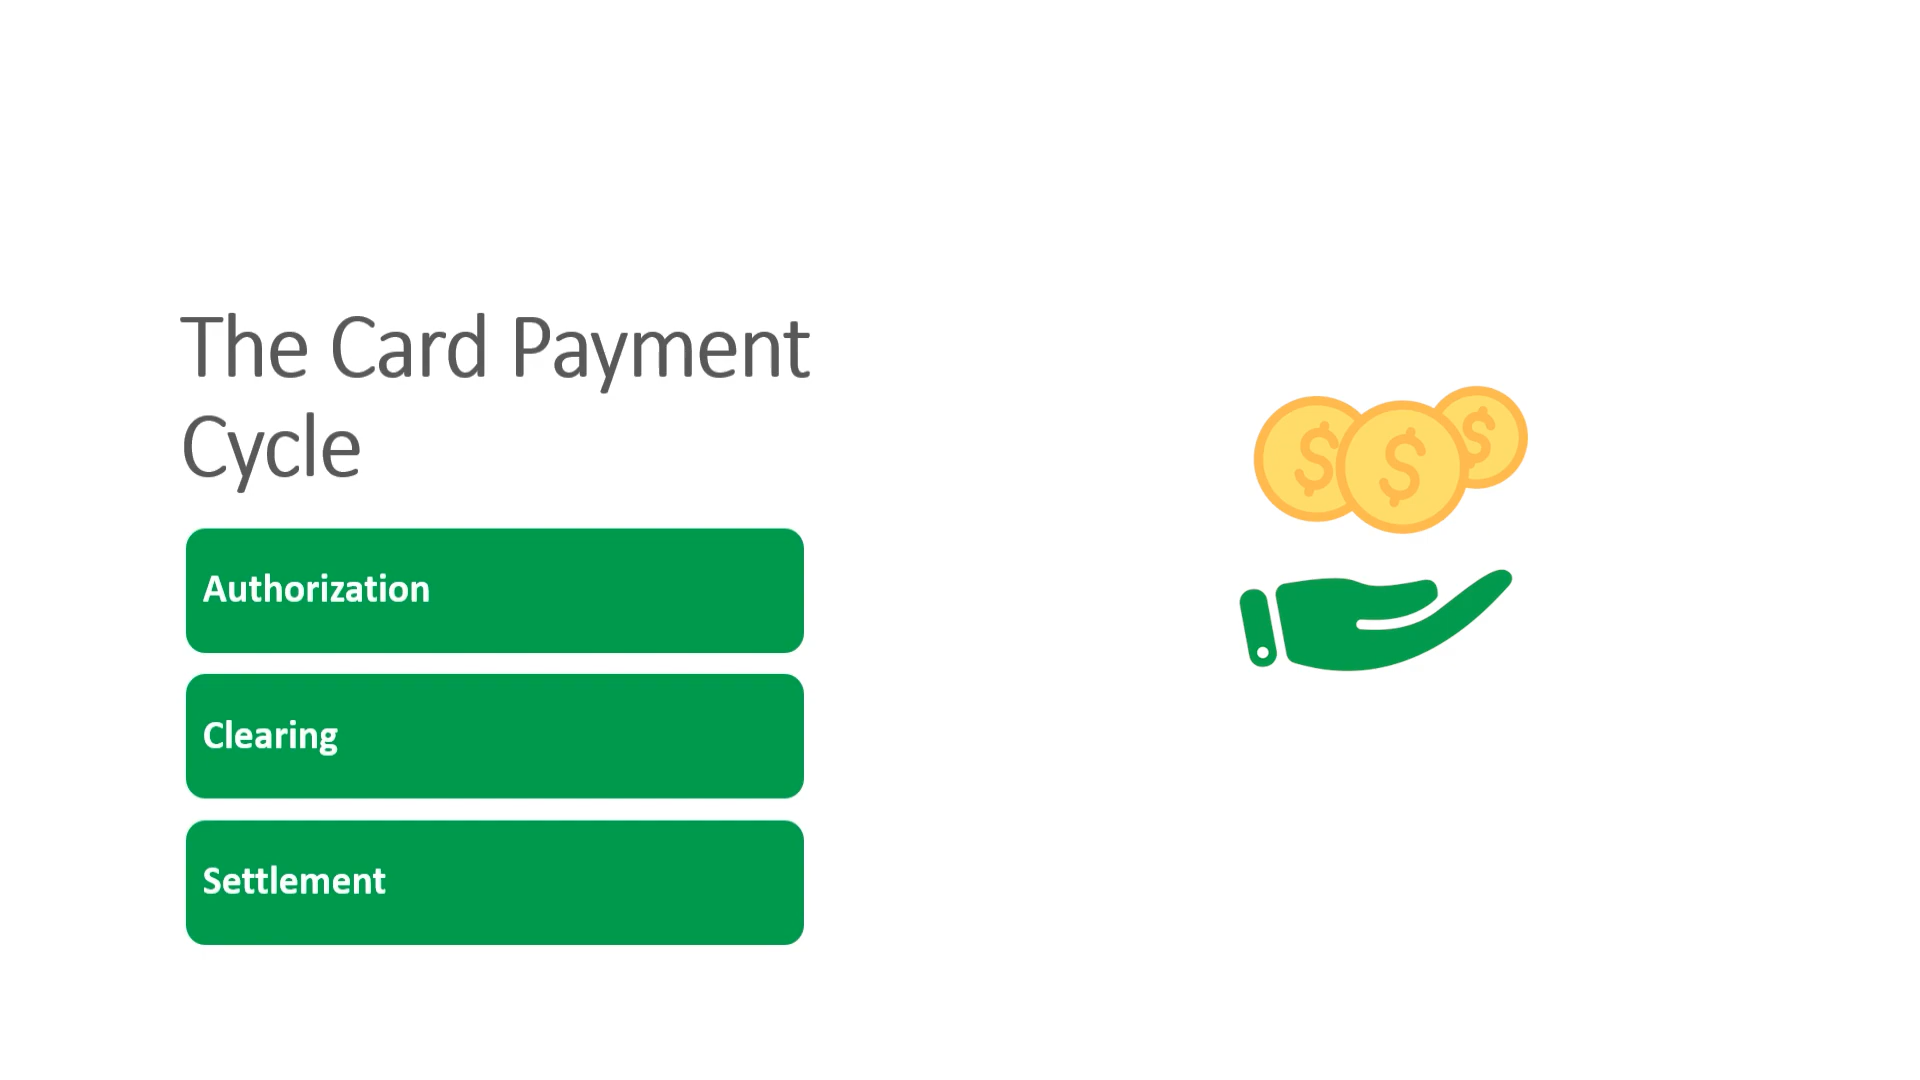 The Card Payment
Cycle
Authorization
Clearing
Settlement
$ $ $